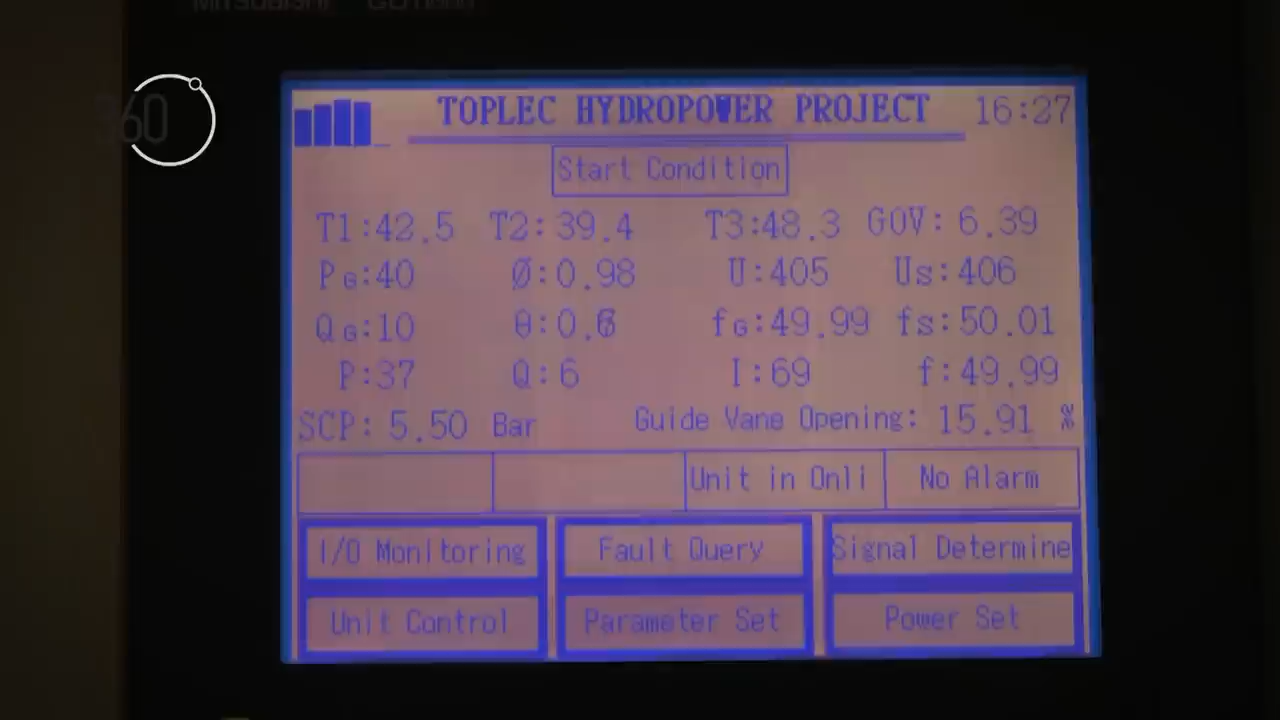 360
TOPLEC HYDROPOWER PROJECT 16:27
Start Condition
T1:42.5 T2:39.4 T3:48.3 GOV: 6.39
PG:40 Ø:0.98 U:405 Us:406
QG:10 θ:0.6 fG:49.99 fs:50.01
P:37 Q:6 I:69 f:49.99
SCP: 5.50 Bar Guide Vane Opening: 15.91 %
Unit in Onli No Alarm
I/O Monitoring Fault Query Signal Determine
Unit Control Parameter Set Power Set